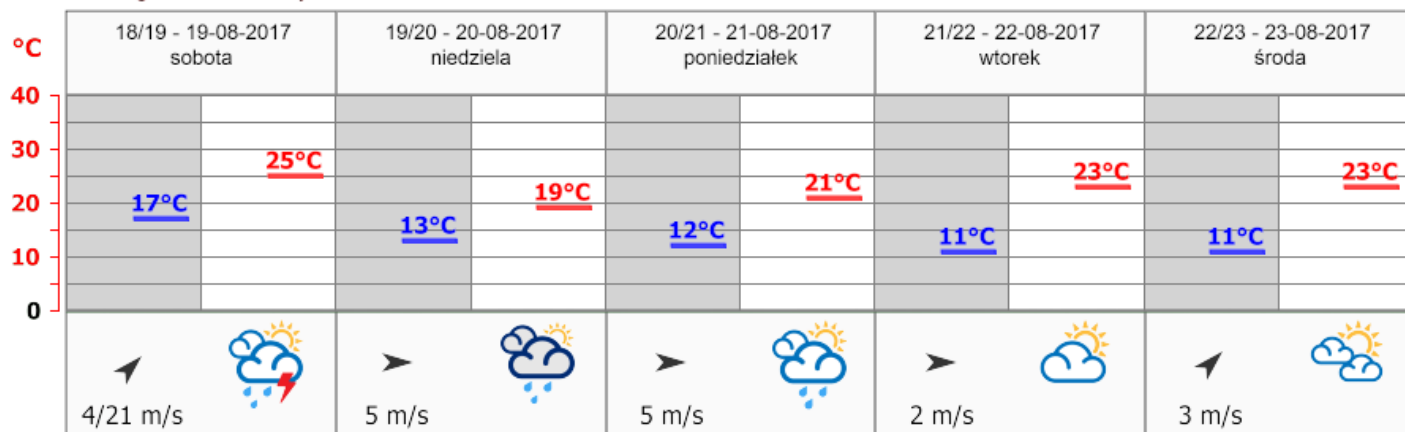 18/19 - 19-08-2017
sobota
19/20 - 20-08-2017
niedziela
20/21 - 21-08-2017
poniedziałek
21/22 - 22-08-2017
wtorek
22/23 - 23-08-2017
środa
°C
40
30
20
10
0
17°C
25°C
13°C
19°C
12°C
21°C
11°C
23°C
11°C
23°C
4/21 m/s
5 m/s
5 m/s
2 m/s
3 m/s